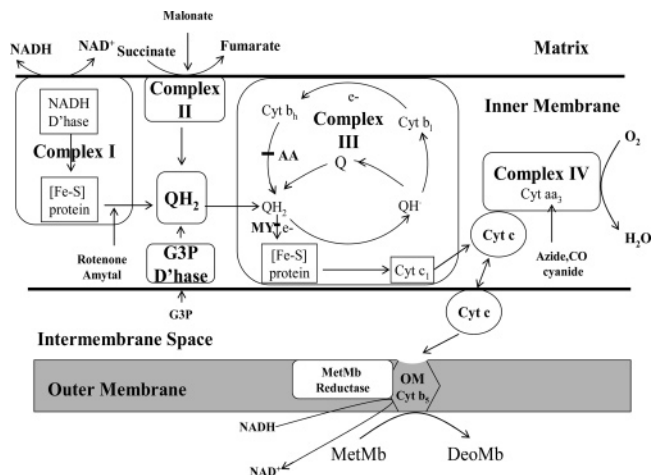 Malonate
NADH
NAD⁺
Succinate
Fumarate
Matrix
Complex
II
NADH
D'hase
Complex I
[Fe-S]
protein
Rotenone
Amytal
QH₂
G3P
D'hase
G3P
e-
Cyt bₕ
Cyt bₗ
Complex
III
AA
Q
QH₂
QH·
MY
e-
[Fe-S]
protein
Cyt c₁
Inner Membrane
O₂
Complex IV
Cyt aa₃
H₂O
Cyt c
Azide,CO
cyanide
Cyt c
Intermembrane Space
Outer Membrane
MetMb
Reductase
OM
Cyt b₅
NADH
NAD⁺
MetMb
DeoMb